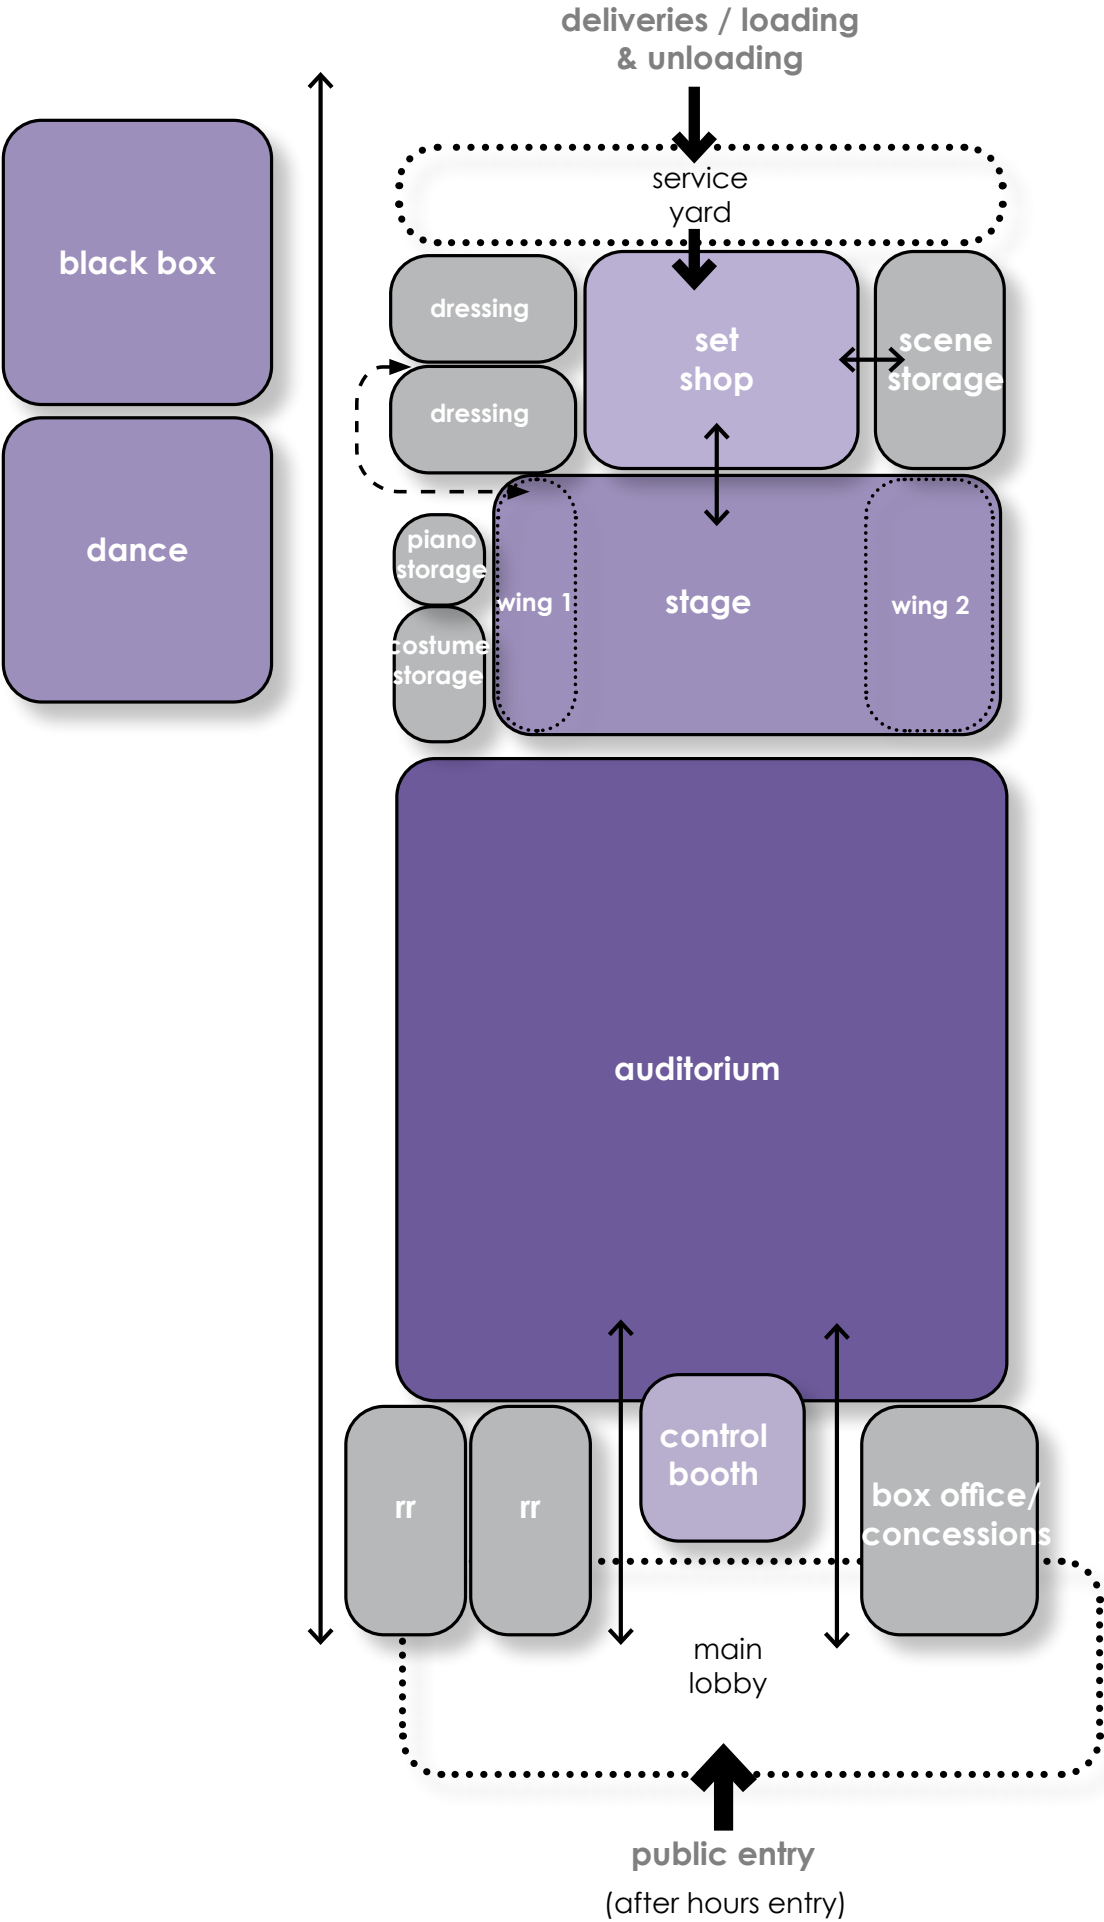 deliveries / loading
& unloading
service
yard
black box
dressing
set
shop
scene
storage
dressing
dance
piano
storage
wing 1
stage
wing 2
costume
storage
auditorium
control
booth
rr
rr
box office/
concessions
main
lobby
public entry
(after hours entry)